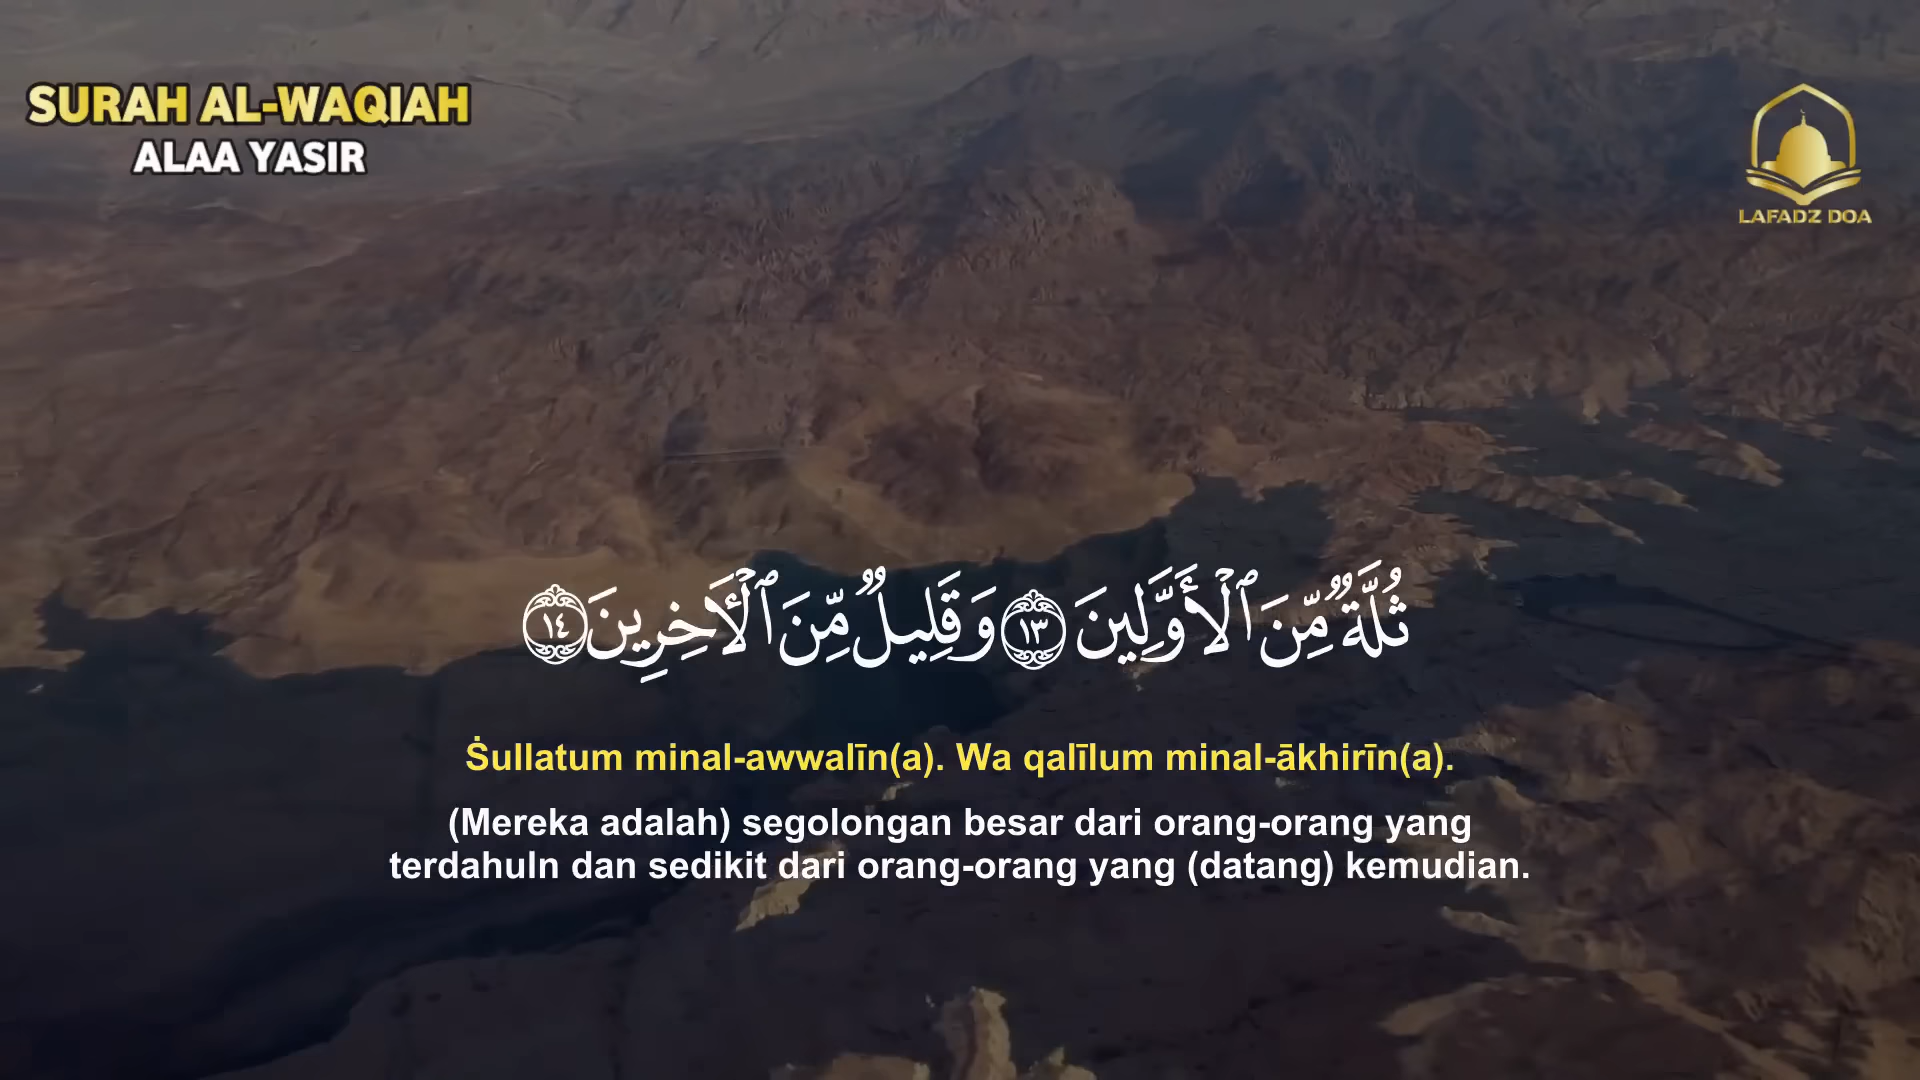 SURAH AL-WAQIAH
ALAA YASIR
LAFADZ DOA
ثُلَّةٌ مِّنَ ٱلْأَوَّلِينَ ١٣ وَقَلِيلٌ مِّنَ ٱلْأَخِرِينَ ١٤
Ṡullatum minal-awwalīn(a). Wa qalīlum minal-ākhirīn(a).
(Mereka adalah) segolongan besar dari orang-orang yang
terdahuln dan sedikit dari orang-orang yang (datang) kemudian.